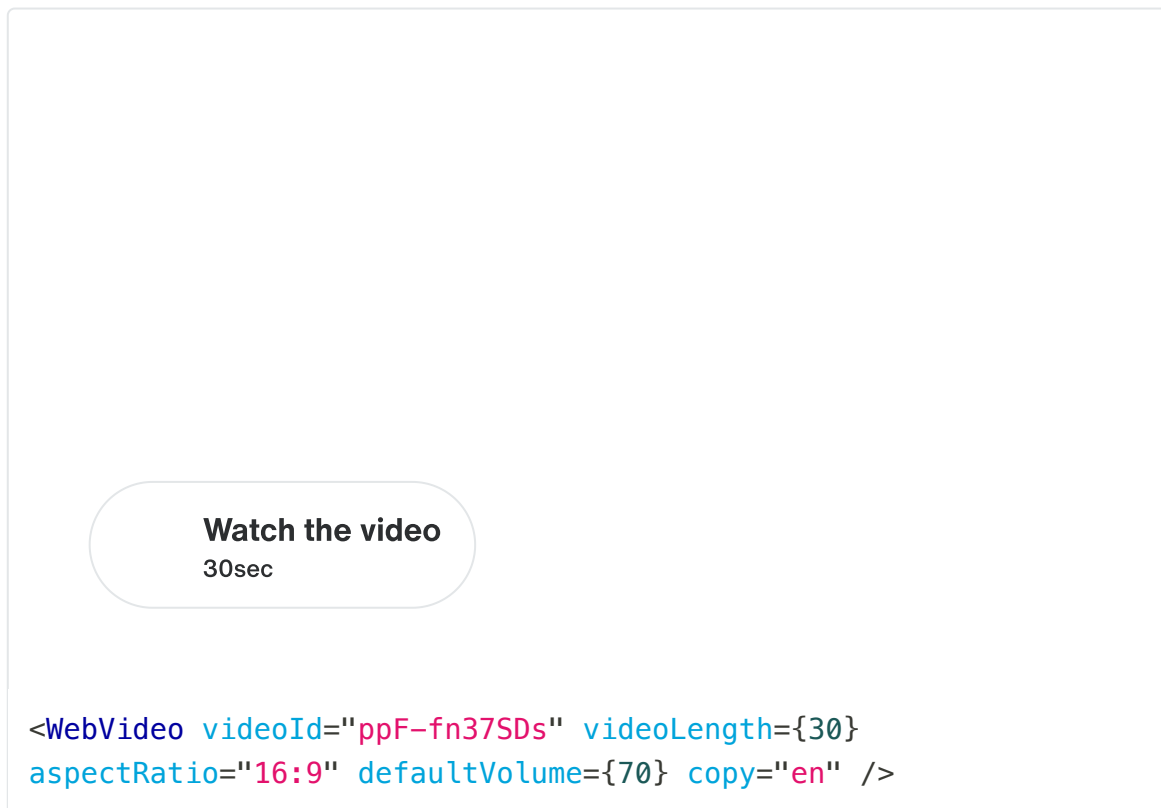 Watch the video
30sec
<WebVideo videoId="ppF-fn37SDs" videoLength={30}
aspectRatio="16:9" defaultVolume={70} copy="en" />